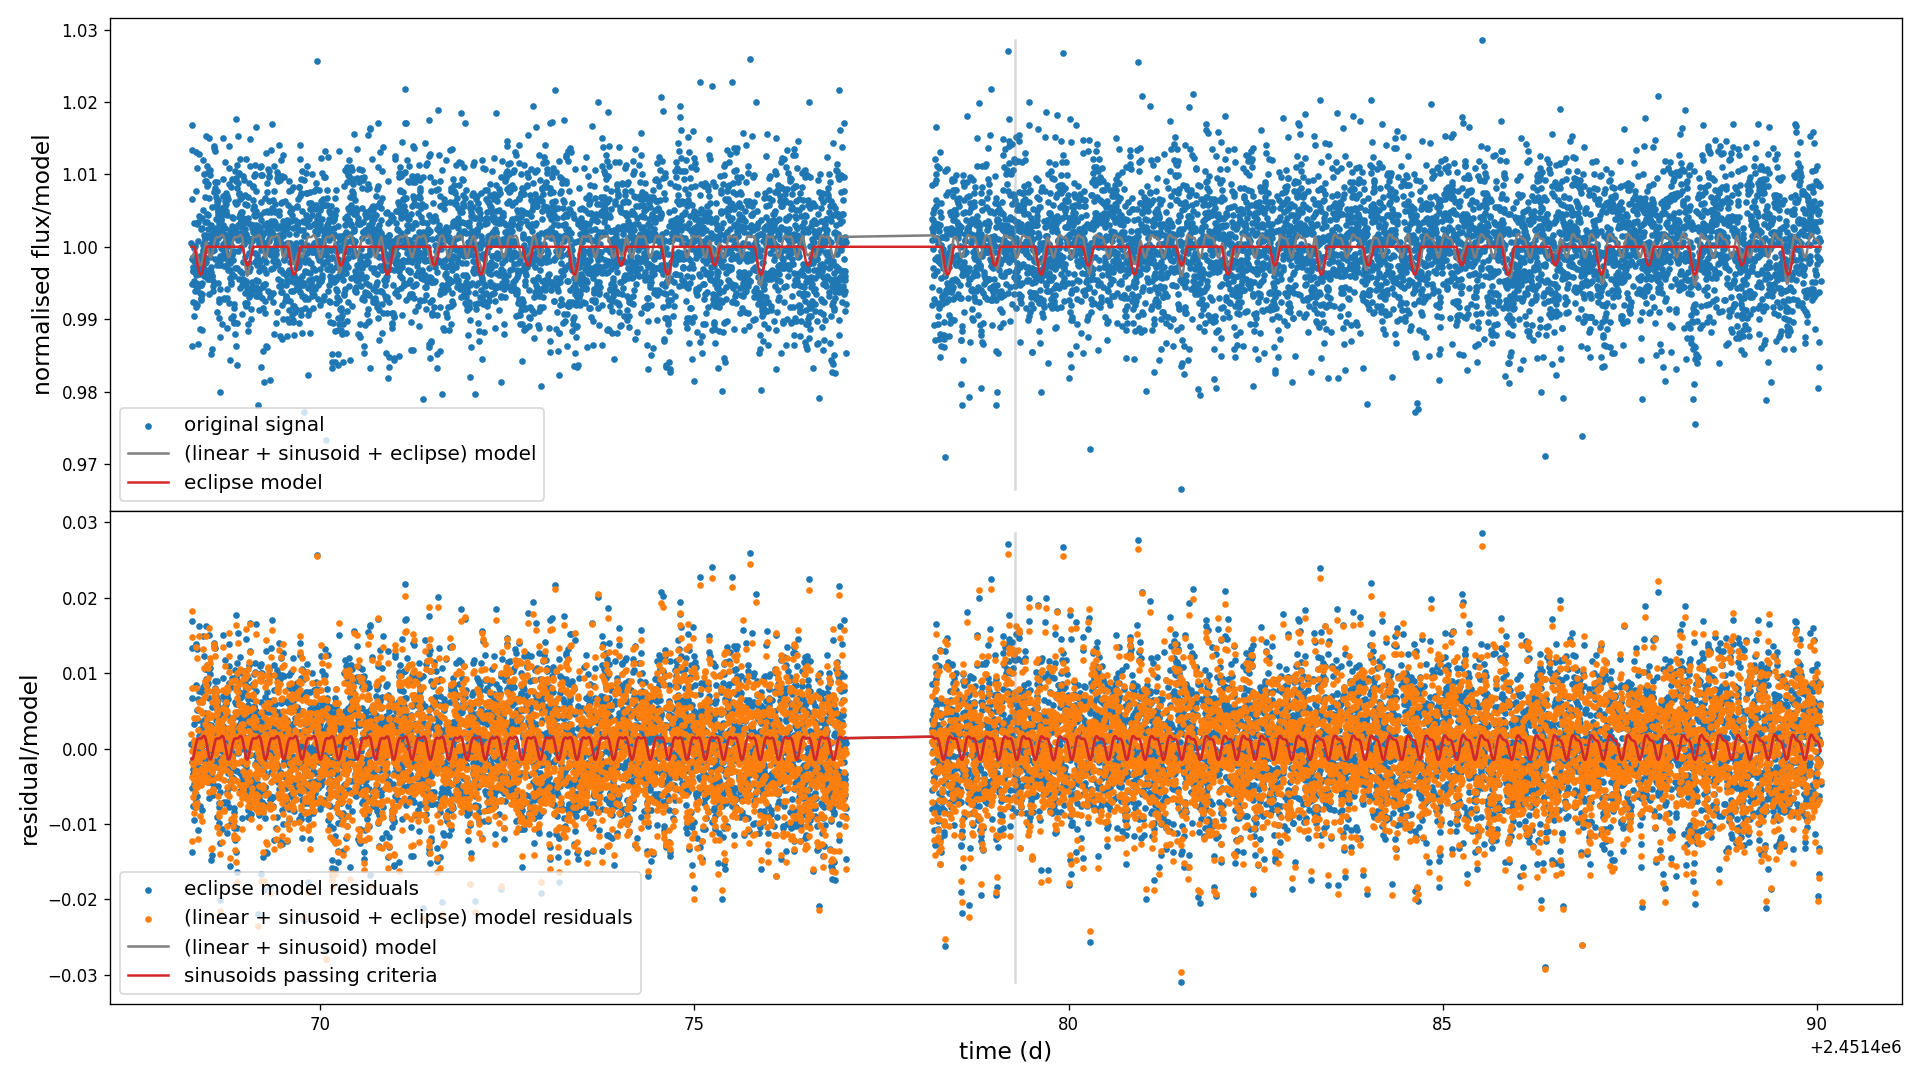 normalised flux/model
1.03
1.02
1.01
1.00
0.99
0.98
0.97
original signal
(linear + sinusoid + eclipse) model
eclipse model
residual/model
0.03
0.02
0.01
0.00
−0.01
−0.02
−0.03
eclipse model residuals
(linear + sinusoid + eclipse) model residuals
(linear + sinusoid) model
sinusoids passing criteria
70 75 80 85 90
time (d)
+2.4514e6